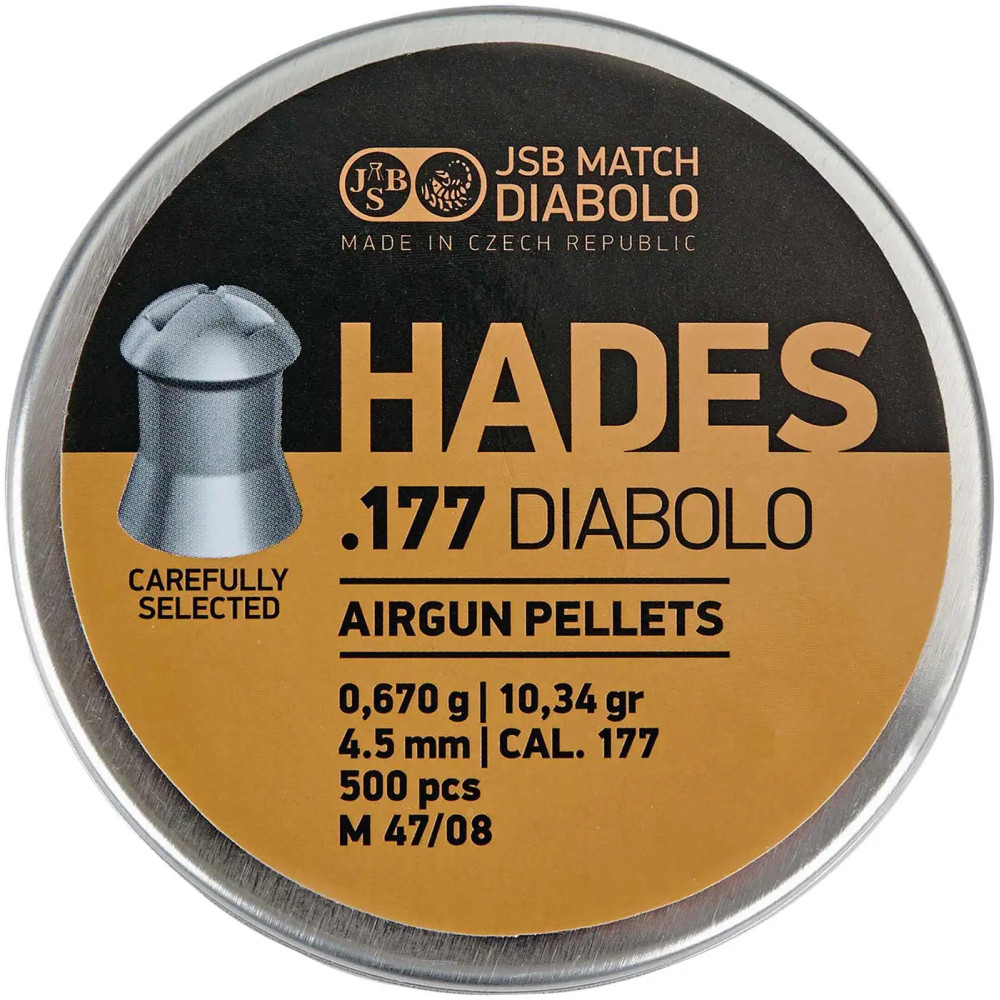 JSB
JSB MATCH
DIABOLO
MADE IN CZECH REPUBLIC
HADES
.177 DIABOLO
CAREFULLY
SELECTED
AIRGUN PELLETS
0,670 g | 10,34 gr
4.5 mm | CAL. 177
500 pcs
M 47/08